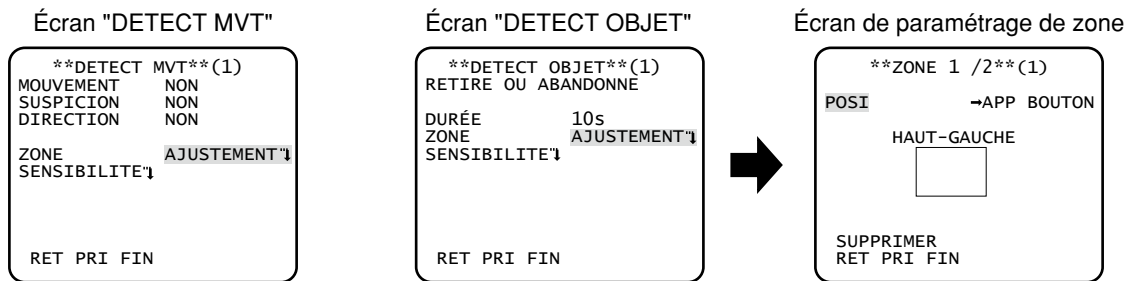 Écran "DETECT MVT"
**DETECT MVT**(1)
MOUVEMENT NON
SUSPICION NON
DIRECTION NON
ZONE AJUSTEMENT
SENSIBILITE
RET PRI FIN
Écran "DETECT OBJET"
**DETECT OBJET**(1)
RETIRE OU ABANDONNE
DURÉE 10s
ZONE AJUSTEMENT
SENSIBILITE
RET PRI FIN
Écran de paramétrage de zone
**ZONE 1 /2**(1)
POSI →APP BOUTON
HAUT-GAUCHE
SUPPRIMER
RET PRI FIN